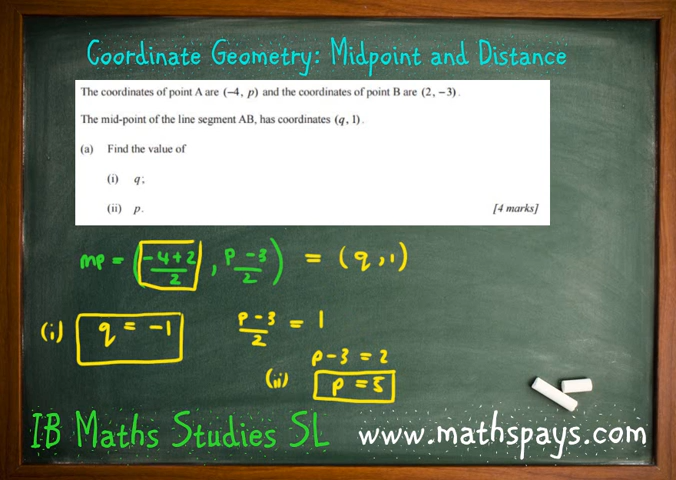 Coordinate Geometry: Midpoint and Distance
The coordinates of point A are (−4, p) and the coordinates of point B are (2, −3).
The mid-point of the line segment AB, has coordinates (q, 1).
(a) Find the value of
(i) q;
(ii) p. [4 marks]
mp = (−4+2/2, p−3/2) = (q, 1)
(i) q = −1 p−3/2 = 1
p−3 = 2
(ii) p = 5
IB Maths Studies SL www.mathspays.com